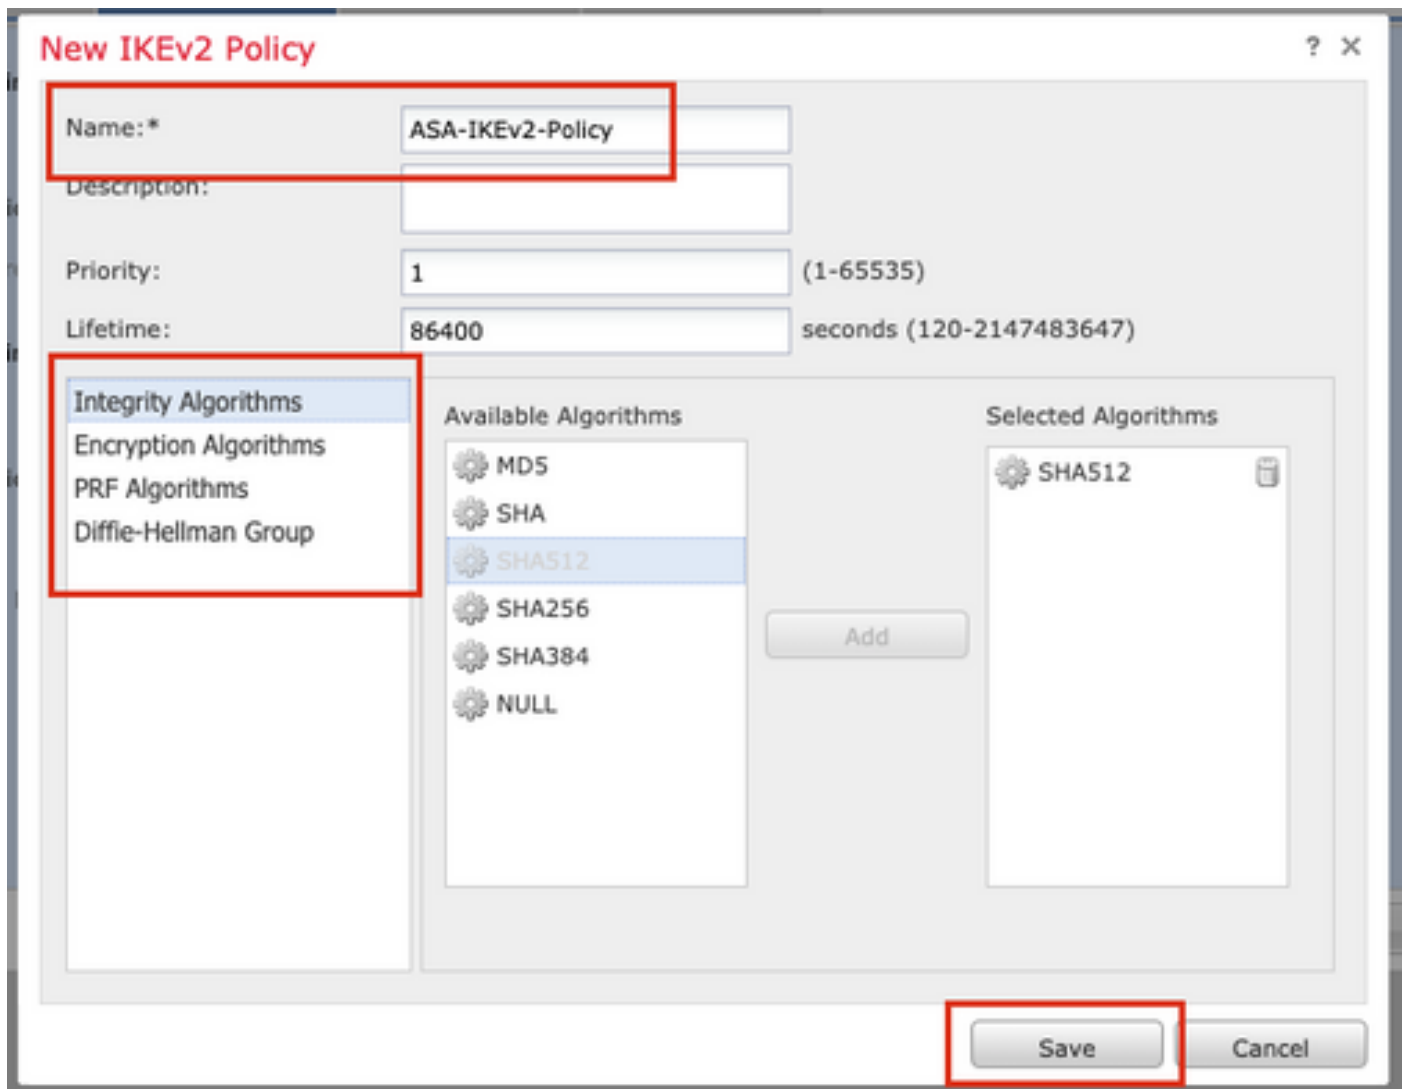 New IKEv2 Policy
?
Name:* ASA-IKEv2-Policy
Description:
Priority: 1 (1-65535)
Lifetime: 86400 seconds (120-2147483647)
Integrity Algorithms
Encryption Algorithms
PRF Algorithms
Diffie-Hellman Group
Available Algorithms
MD5
SHA
SHA512
SHA256
SHA384
NULL
Add
Selected Algorithms
SHA512
Save Cancel